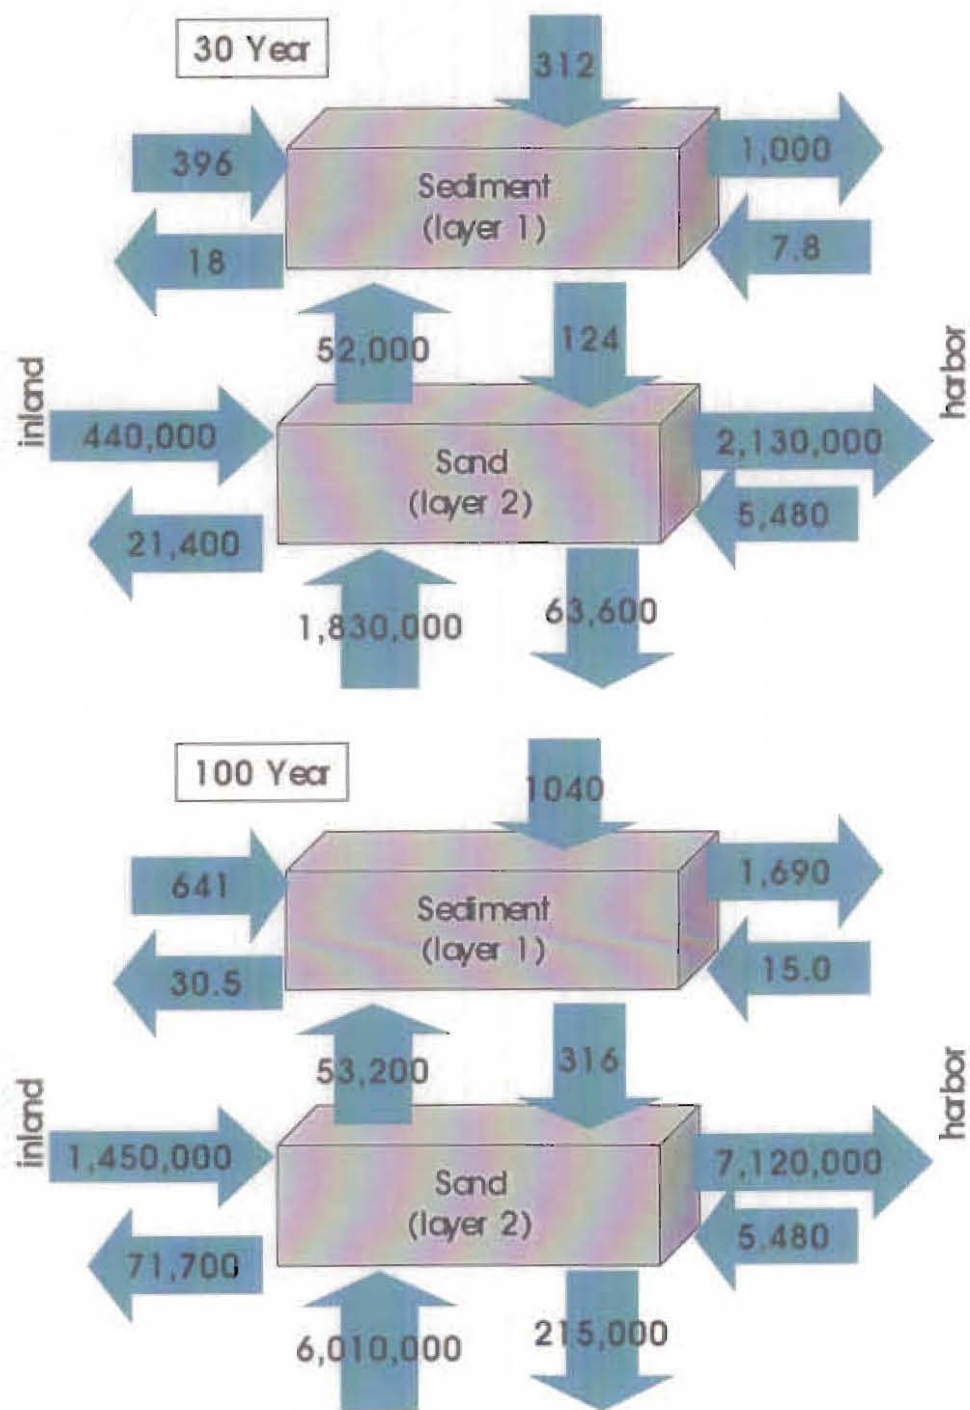 30 Year
312
396
1,000
Sediment
(layer 1)
18
7.8
52,000
124
inland
harbor
440,000
2,130,000
Sand
(layer 2)
21,400
5,480
1,830,000
63,600
100 Year
1040
641
1,690
Sediment
(layer 1)
30.5
15.0
53,200
316
inland
harbor
1,450,000
7,120,000
Sand
(layer 2)
71,700
5,480
6,010,000
215,000